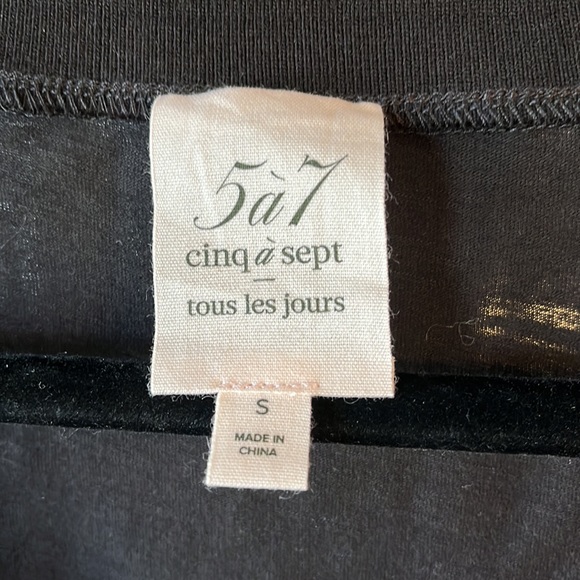 5à7
cinq à sept
tous les jours
S
MADE IN
CHINA